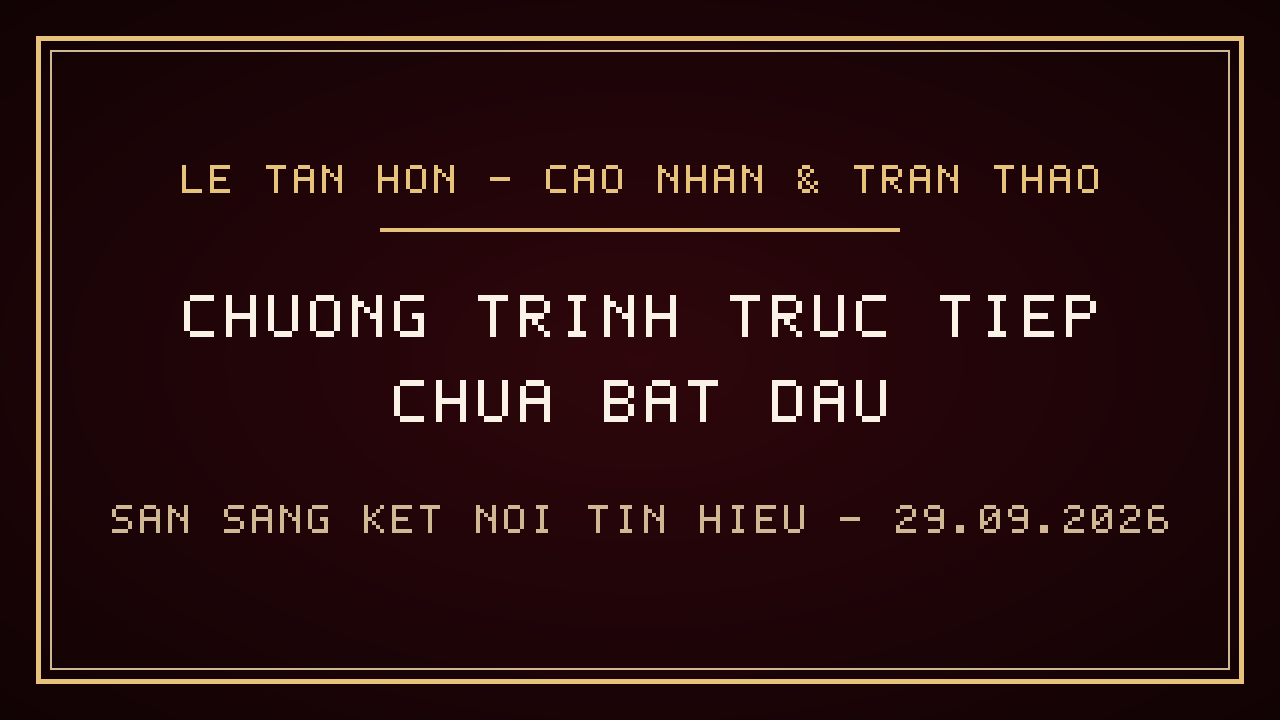 LE TAN HON - CAO NHAN & TRAN THAO
CHUONG TRINH TRUC TIEP
CHUA BAT DAU
SAN SANG KET NOI TIN HIEU - 29.09.2026